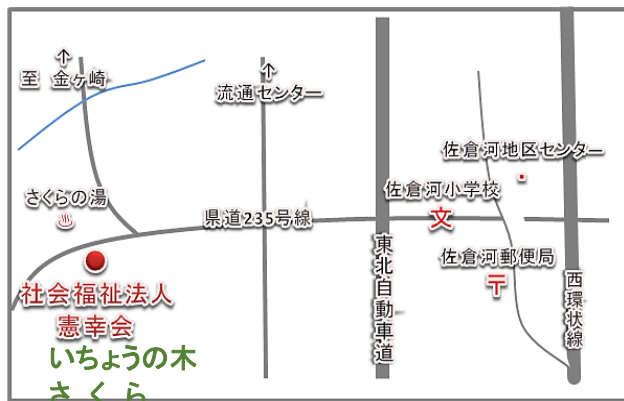 ↑
至 金ヶ崎
↑
流通センター
佐倉河地区センター
さくらの湯
佐倉河小学校
県道235号線
文
佐倉河郵便局
〒
東北自動車道
西環状線
社会福祉法人
憲幸会
いちょうの木
さくら